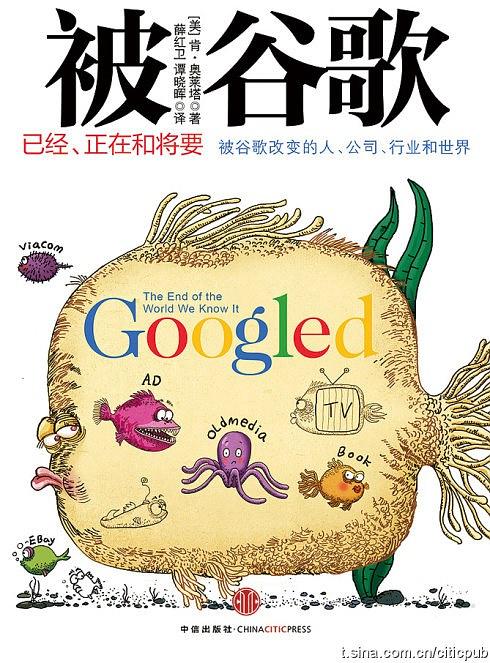 被谷歌
[美]肯·奥莱塔◎著
薛红卫 谭晓晖◎译
已经、正在和将要 被谷歌改变的人、公司、行业和世界
Viacom
The End of the
World We Know It
Googled
AD
TV
Oldmedia
Book
EBay
中信出版社·CHINACITICPRESS
t.sina.com.cn/citicpub